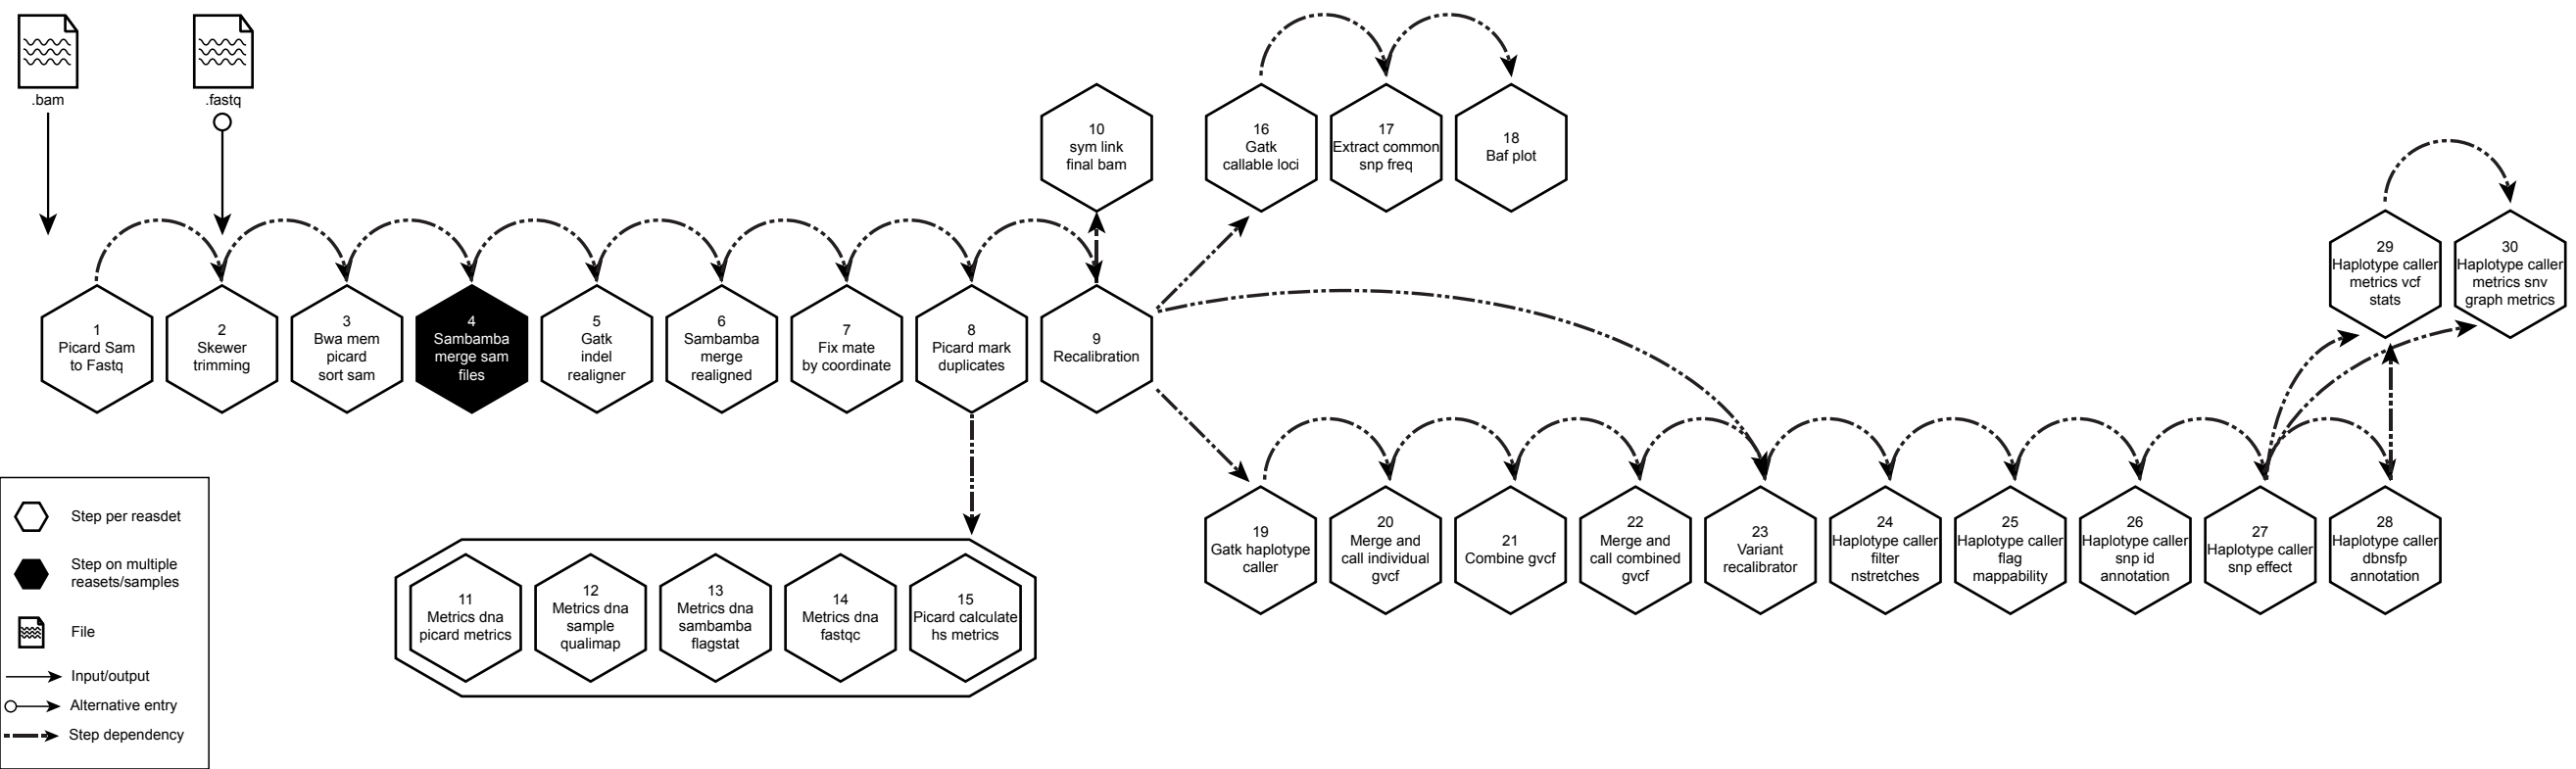 .bam
.fastq
1
Picard Sam
to Fastq
2
Skewer
trimming
3
Bwa mem
picard
sort sam
4
Sambamba
merge sam
files
5
Gatk
indel
realigner
6
Sambamba
merge
realigned
7
Fix mate
by coordinate
8
Picard mark
duplicates
9
Recalibration
10
sym link
final bam
11
Metrics dna
picard metrics
12
Metrics dna
sample
qualimap
13
Metrics dna
sambamba
flagstat
14
Metrics dna
fastqc
15
Picard calculate
hs metrics
16
Gatk
callable loci
17
Extract common
snp freq
18
Baf plot
19
Gatk haplotype
caller
20
Merge and
call individual
gvcf
21
Combine gvcf
22
Merge and
call combined
gvcf
23
Variant
recalibrator
24
Haplotype caller
filter
nstretches
25
Haplotype caller
flag
mappability
26
Haplotype caller
snp id
annotation
27
Haplotype caller
snp effect
28
Haplotype caller
dbnsfp
annotation
29
Haplotype caller
metrics vcf
stats
30
Haplotype caller
metrics snv
graph metrics
Step per reasdet
Step on multiple
reasets/samples
File
Input/output
Alternative entry
Step dependency